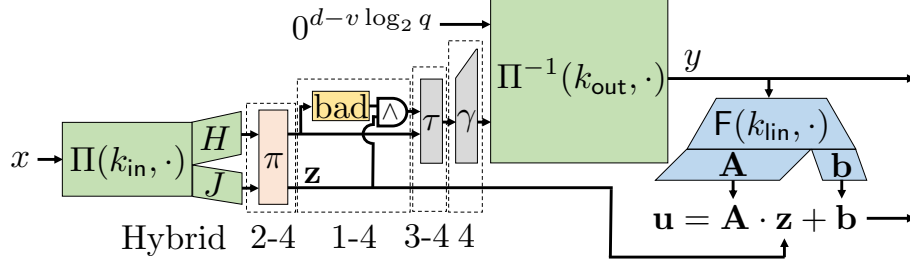 0^{d−v log₂ q}
Π⁻¹(k_out, ·)
y
F(k_lin, ·)
A b
u = A · z + b
x
Π(k_in, ·)
H
J
π
z
bad
∧
τ
γ
Hybrid 2-4 1-4 3-4 4